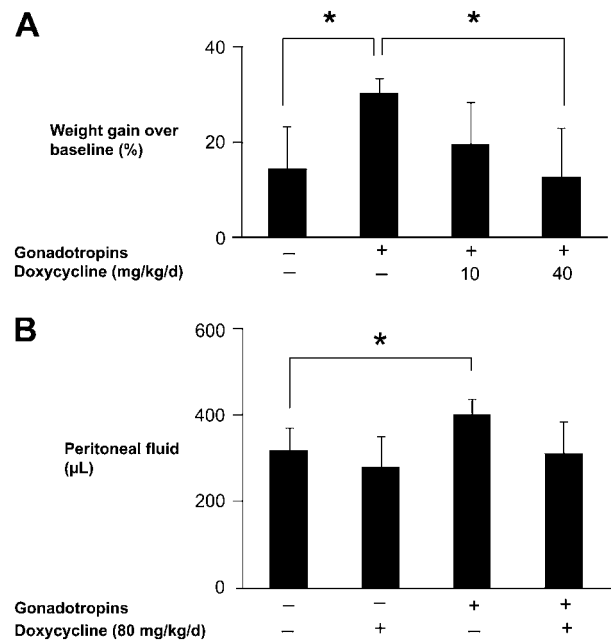 A
* *
40
Weight gain over
baseline (%)
20
0
Gonadotropins – + + +
Doxycycline (mg/kg/d) – – 10 40
B
600
*
400
Peritoneal fluid
(µL)
200
0
Gonadotropins – – + +
Doxycycline (80 mg/kg/d) – + – +